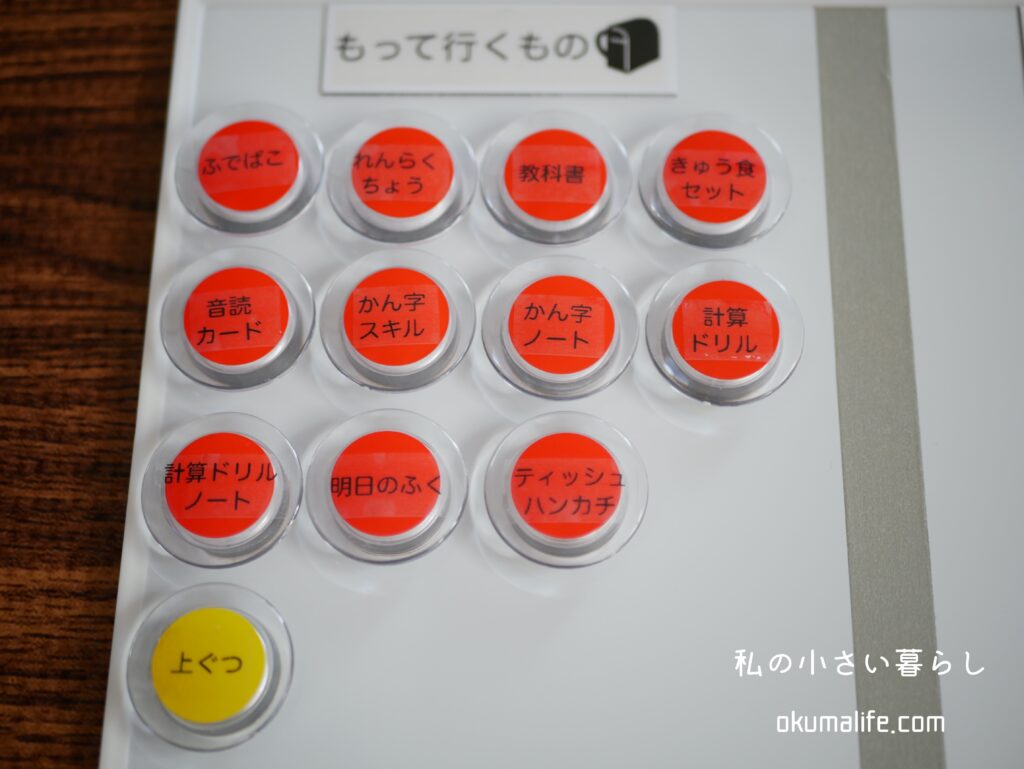 もって行くもの
ふでばこ
れんらく
ちょう
教科書
きゅう食
セット
音読
カード
かん字
スキル
かん字
ノート
計算
ドリル
計算ドリル
ノート
明日のふく
ティッシュ
ハンカチ
上ぐつ
私の小さい暮らし
okumalife.com